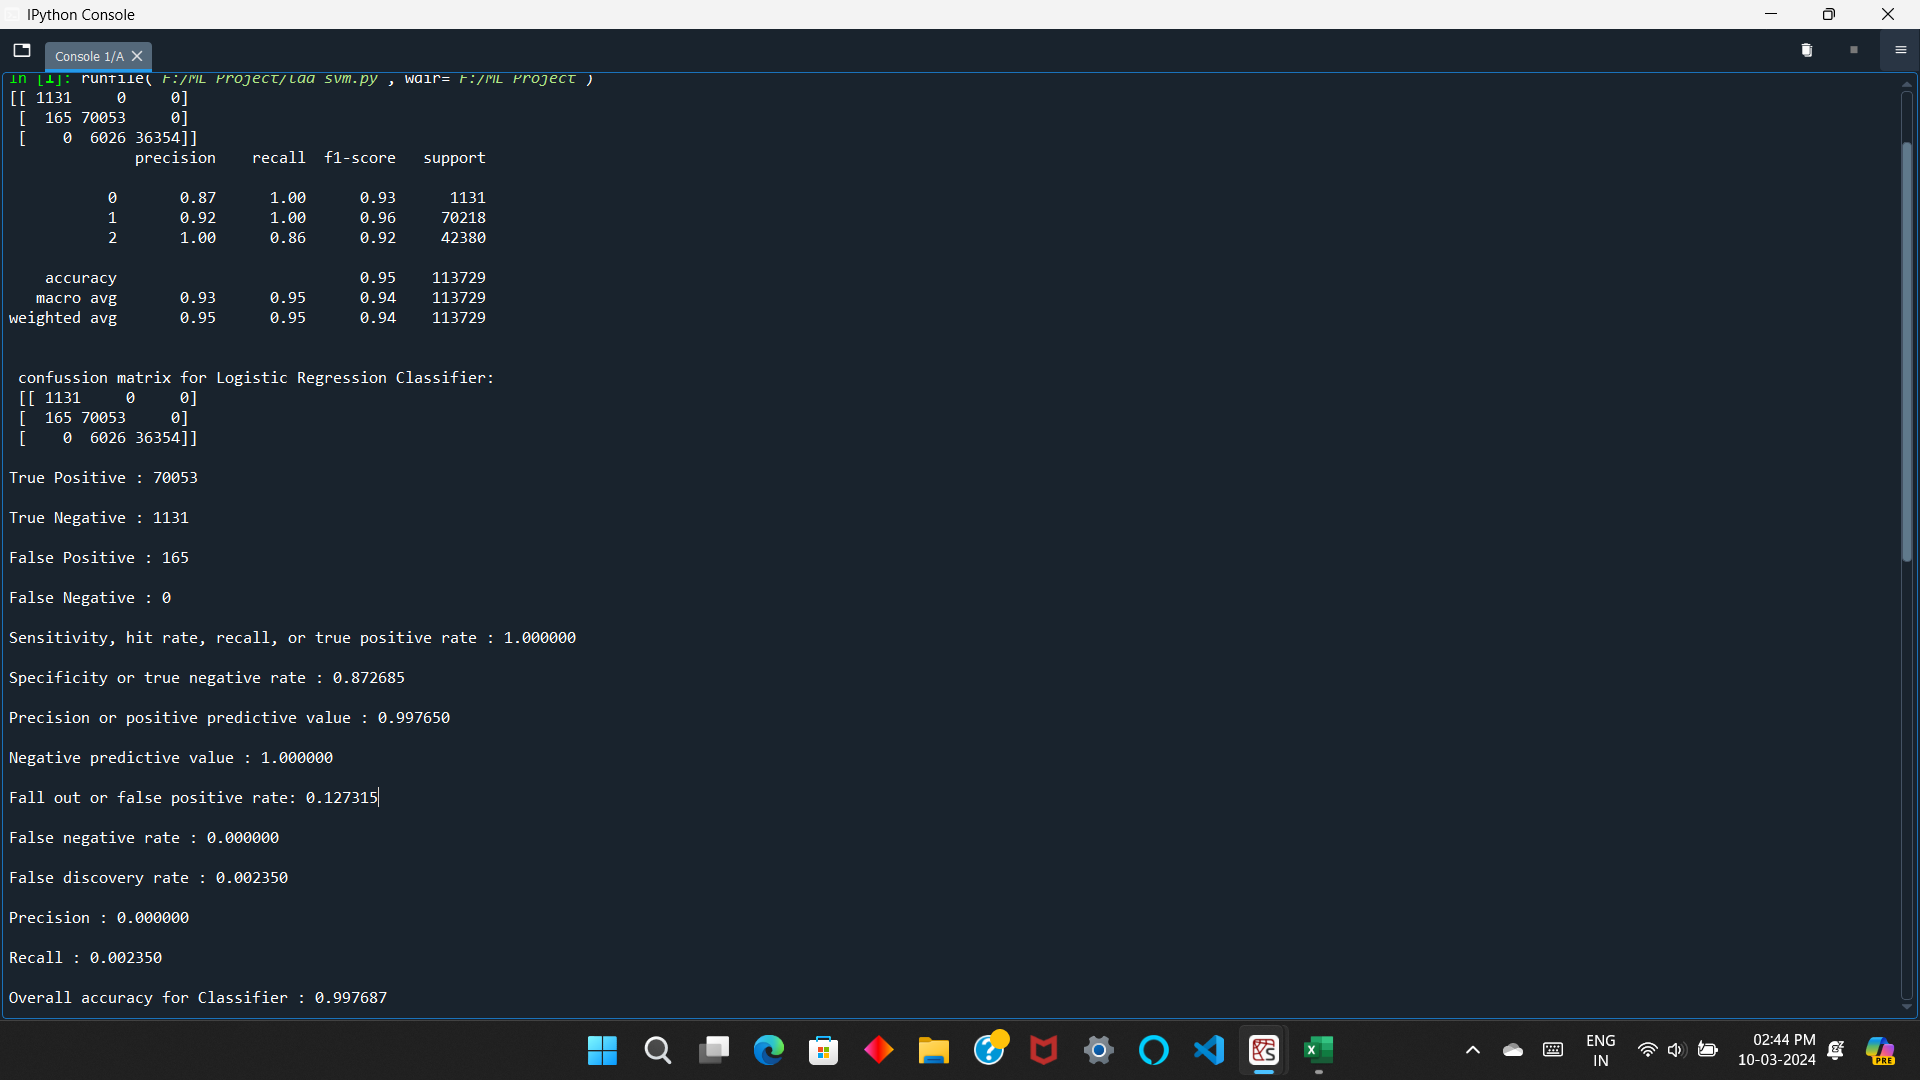 IPython Console
Console 1/A
In [1]: runfile('F:/ML Project/lda svm.py', wdir='F:/ML Project')
[[ 1131     0     0]
 [  165 70053     0]
 [    0  6026 36354]]
              precision    recall  f1-score   support
           0       0.87      1.00      0.93      1131
           1       0.92      1.00      0.96     70218
           2       1.00      0.86      0.92     42380
    accuracy                           0.95    113729
   macro avg       0.93      0.95      0.94    113729
weighted avg       0.95      0.95      0.94    113729
 confussion matrix for Logistic Regression Classifier:
 [[ 1131     0     0]
 [  165 70053     0]
 [    0  6026 36354]]
True Positive : 70053
True Negative : 1131
False Positive : 165
False Negative : 0
Sensitivity, hit rate, recall, or true positive rate : 1.000000
Specificity or true negative rate : 0.872685
Precision or positive predictive value : 0.997650
Negative predictive value : 1.000000
Fall out or false positive rate: 0.127315
False negative rate : 0.000000
False discovery rate : 0.002350
Precision : 0.000000
Recall : 0.002350
Overall accuracy for Classifier : 0.997687
ENG
IN
02:44 PM
10-03-2024
PRE